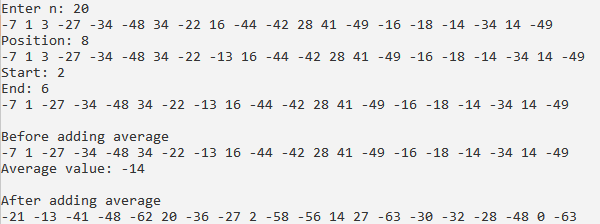 Enter n: 20
-7 1 3 -27 -34 -48 34 -22 16 -44 -42 28 41 -49 -16 -18 -14 -34 14 -49
Position: 8
-7 1 3 -27 -34 -48 34 -22 -13 16 -44 -42 28 41 -49 -16 -18 -14 -34 14 -49
Start: 2
End: 6
-7 1 -27 -34 -48 34 -22 -13 16 -44 -42 28 41 -49 -16 -18 -14 -34 14 -49
Before adding average
-7 1 -27 -34 -48 34 -22 -13 16 -44 -42 28 41 -49 -16 -18 -14 -34 14 -49
Average value: -14
After adding average
-21 -13 -41 -48 -62 20 -36 -27 2 -58 -56 14 27 -63 -30 -32 -28 -48 0 -63